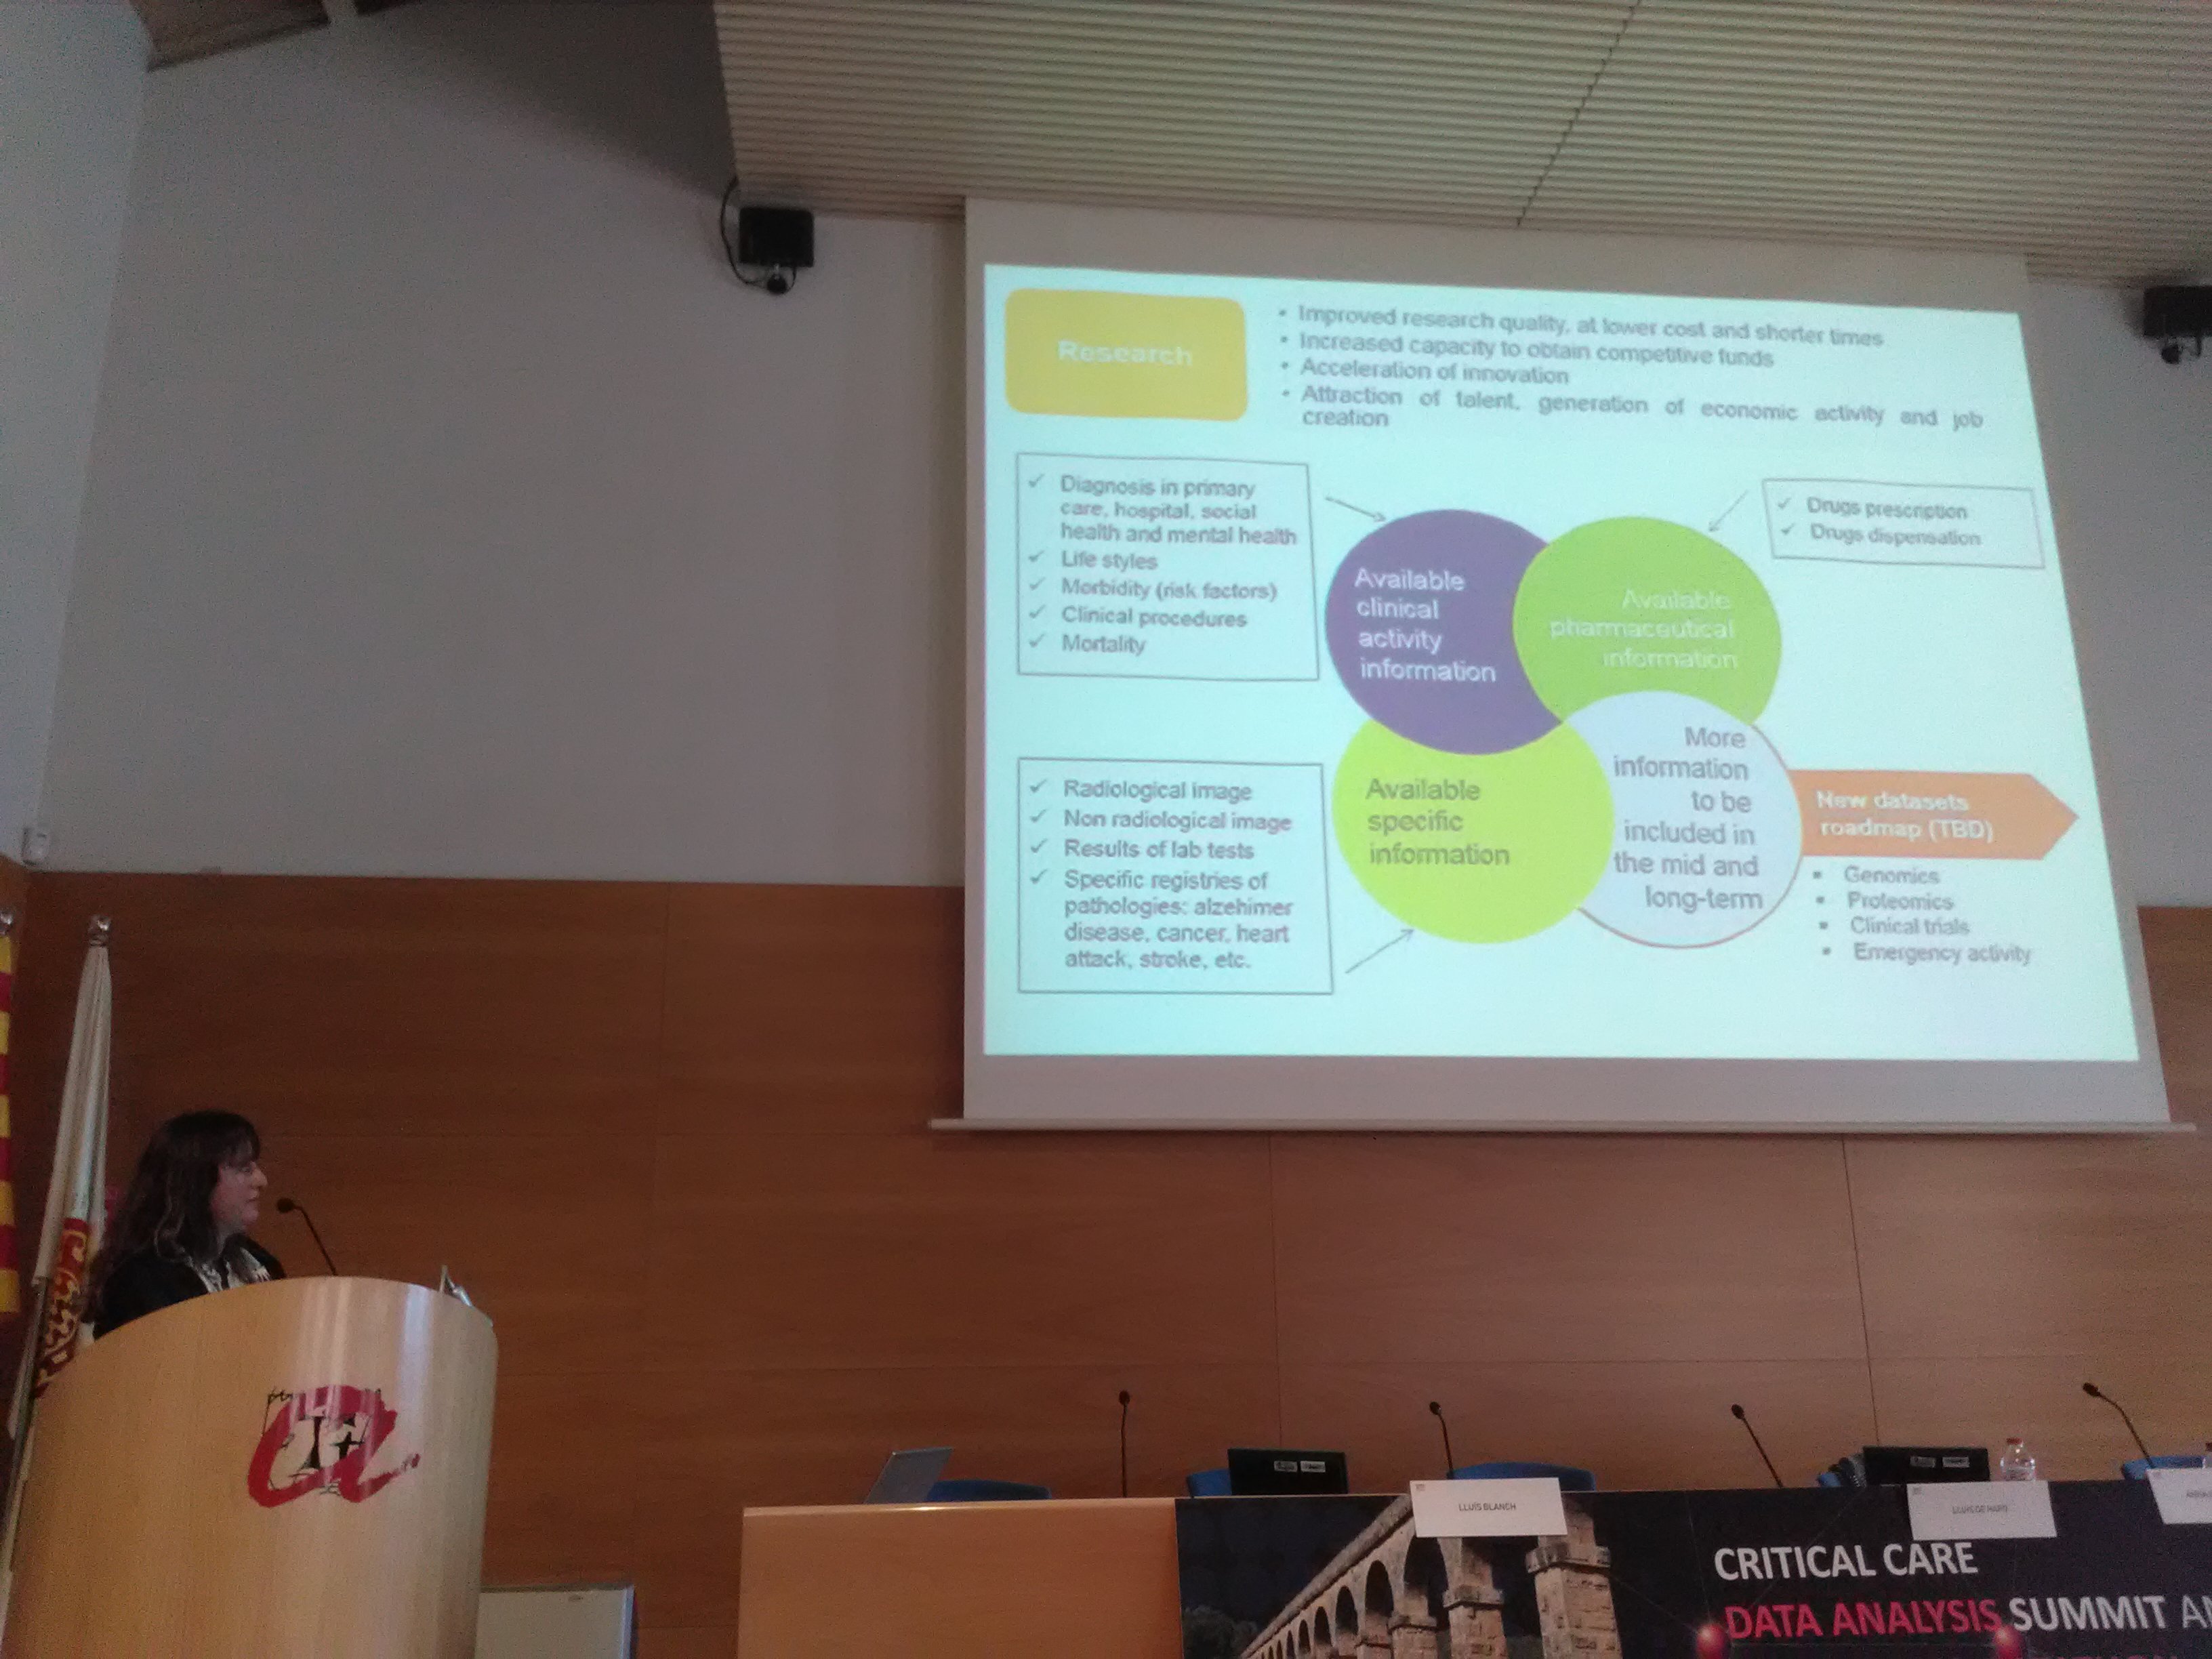 Research
• Improved research quality, at lower cost and shorter times
• Increased capacity to obtain competitive funds
• Acceleration of innovation
• Attraction of talent, generation of economic activity and job
creation
✓ Diagnosis in primary
care, hospital, social
health and mental health
✓ Life styles
✓ Morbidity (risk factors)
✓ Clinical procedures
✓ Mortality
Available
clinical
activity
information
Available
pharmaceutical
information
✓ Drugs prescription
✓ Drugs dispensation
✓ Radiological image
✓ Non radiological image
✓ Results of lab tests
✓ Specific registries of
pathologies: alzehimer
disease, cancer, heart
attack, stroke, etc.
Available
specific
information
More
information
to be
included in
the mid and
long-term
New datasets
roadmap (TBD)
▪ Genomics
▪ Proteomics
▪ Clinical trials
▪ Emergency activity
LLUÍS BLANCH
LLUÍS DE HARO
CRITICAL CARE
DATA ANALYSIS SUMMIT